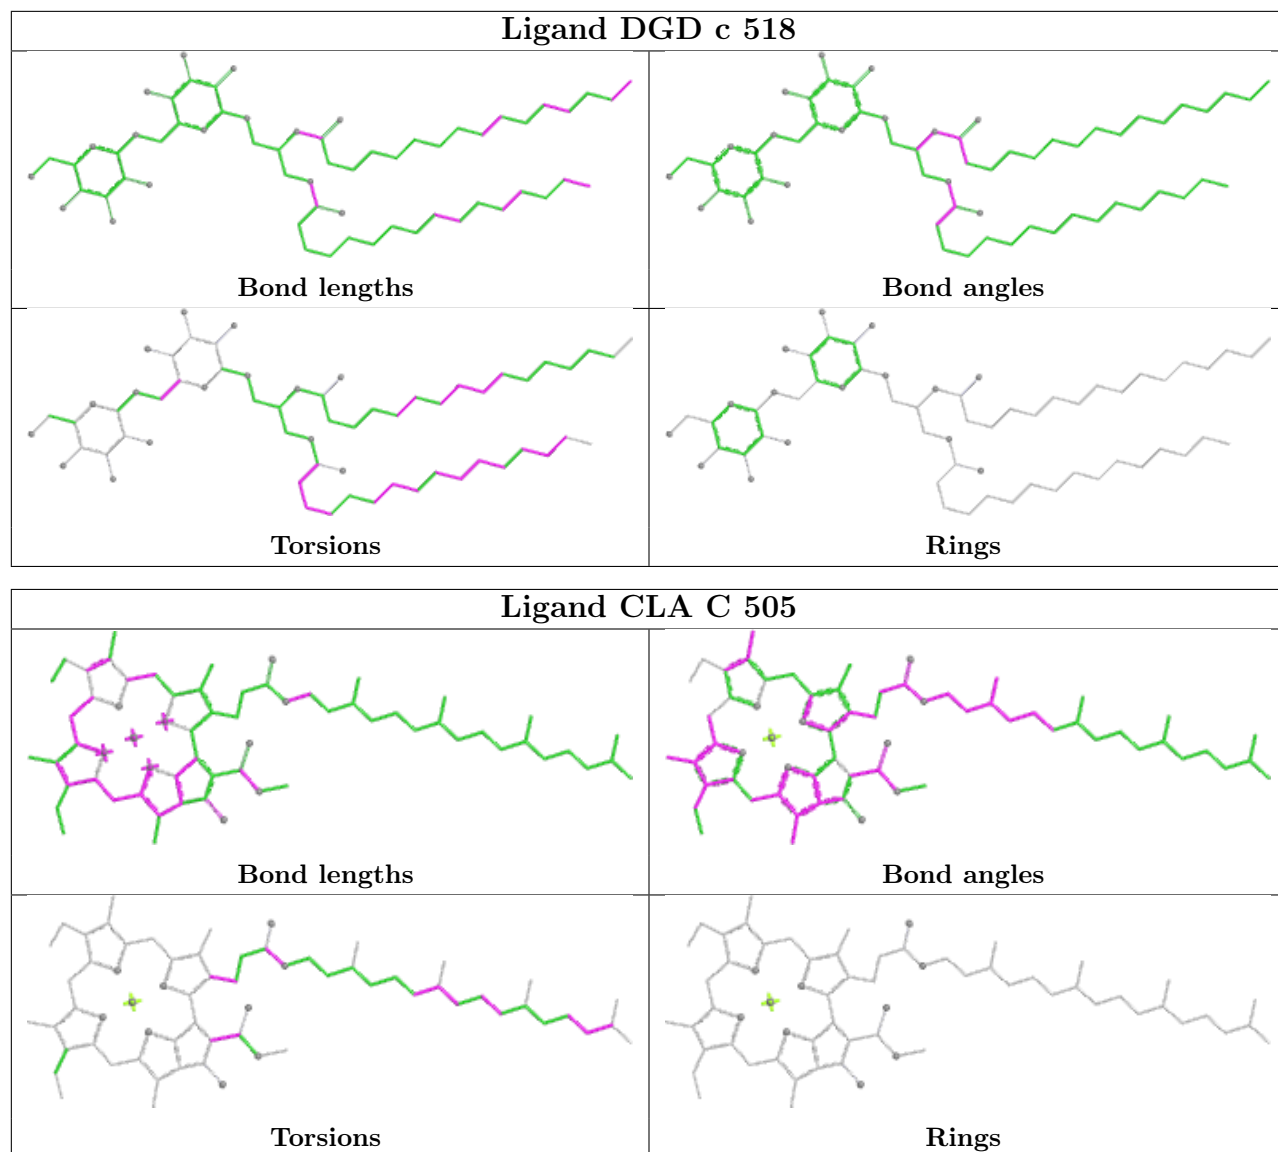 Ligand DGD c 518
Bond lengths
Bond angles
Torsions
Rings
Ligand CLA C 505
Bond lengths
Bond angles
Torsions
Rings